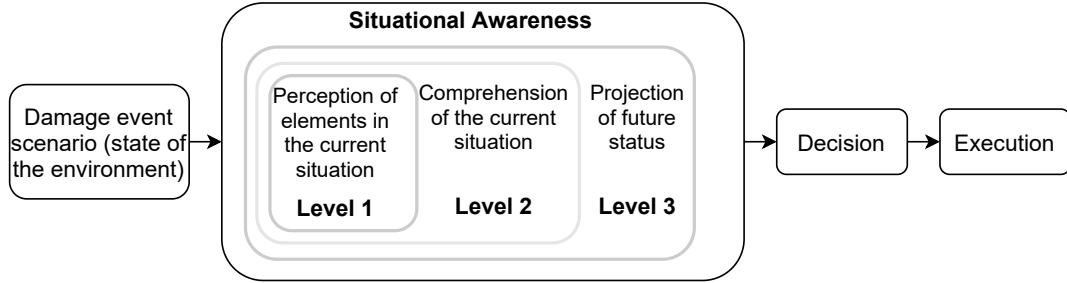 Situational Awareness
Damage event
scenario (state of
the environment)
Perception of
elements in
the current
situation
Level 1
Comprehension
of the current
situation
Level 2
Projection
of future
status
Level 3
Decision
Execution